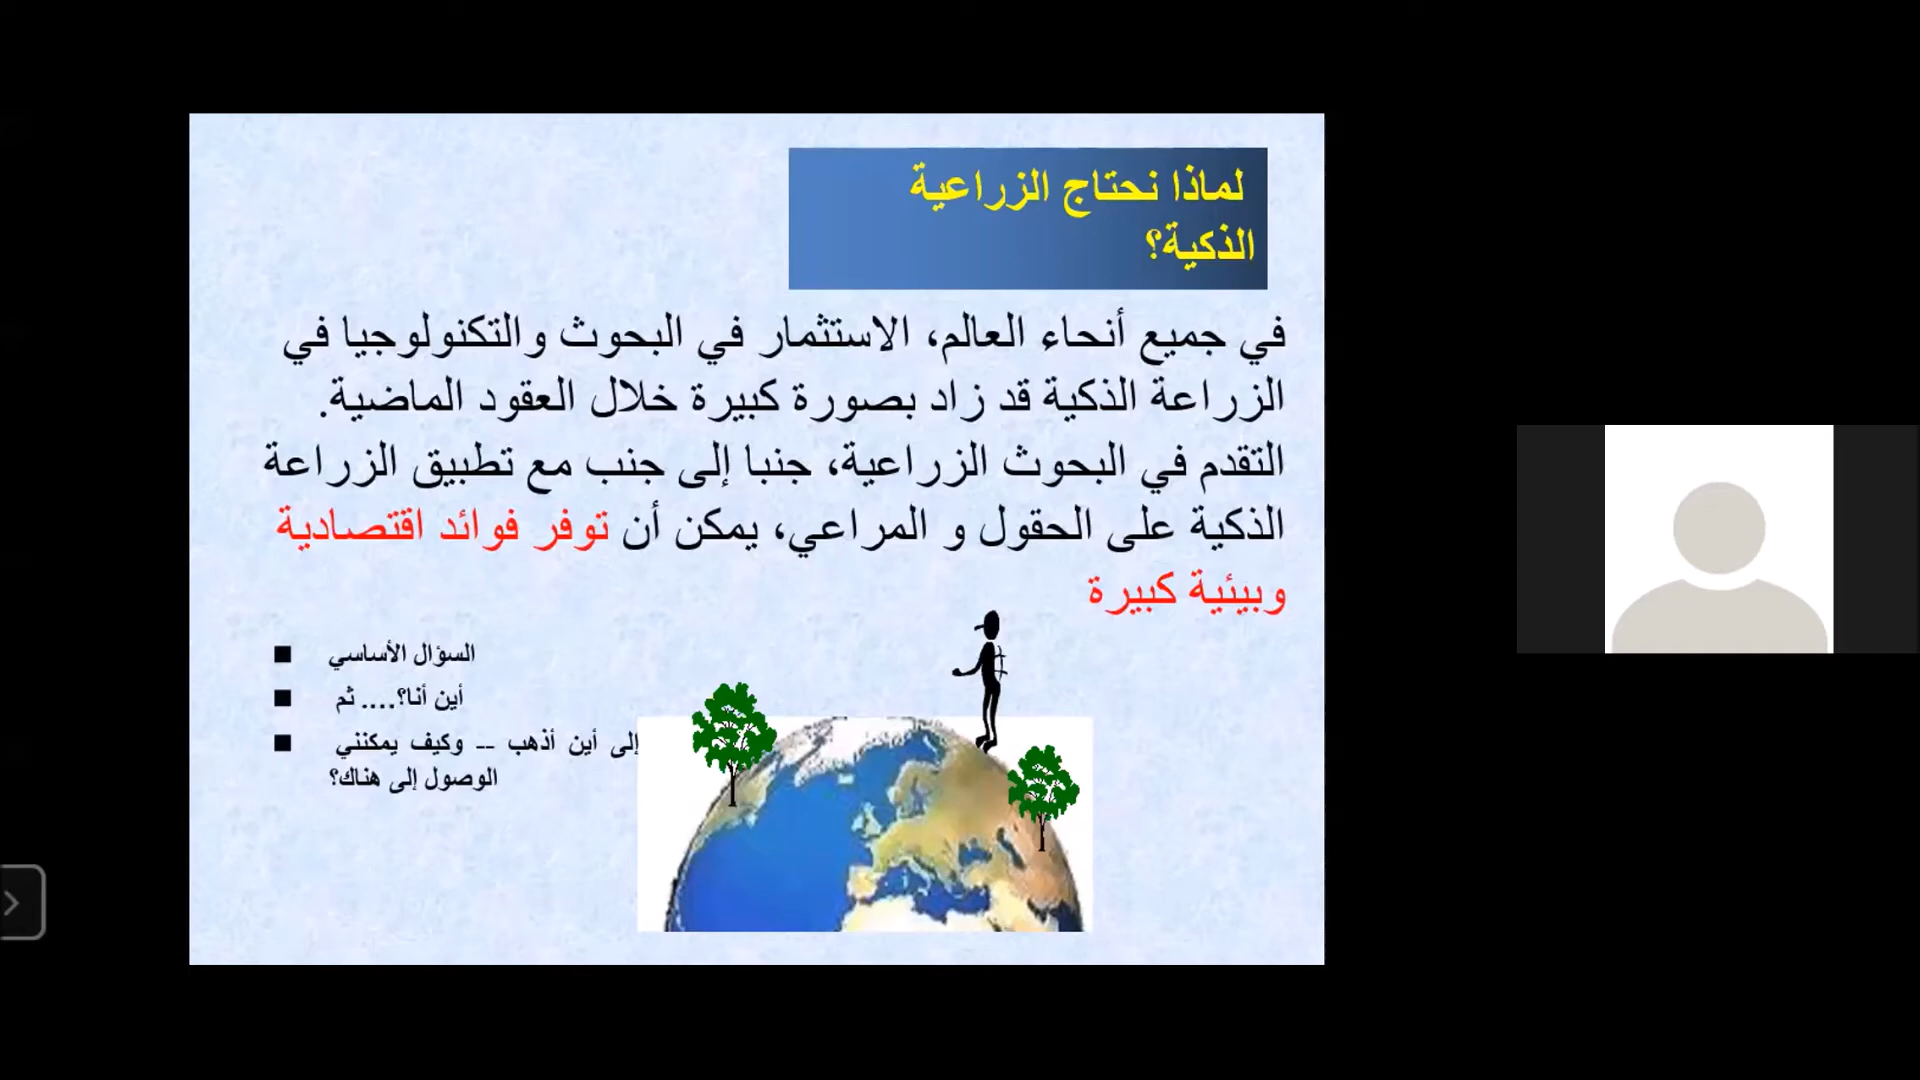 لماذا نحتاج الزراعية
الذكية؟
في جميع أنحاء العالم، الاستثمار في البحوث والتكنولوجيا في
الزراعة الذكية قد زاد بصورة كبيرة خلال العقود الماضية.
التقدم في البحوث الزراعية، جنبا إلى جنب مع تطبيق الزراعة
الذكية على الحقول و المراعي، يمكن أن توفر فوائد اقتصادية
وبيئية كبيرة
السؤال الأساسي
أين أنا؟.... ثم
إلى أين أذهب -- وكيف يمكنني
الوصول إلى هناك؟